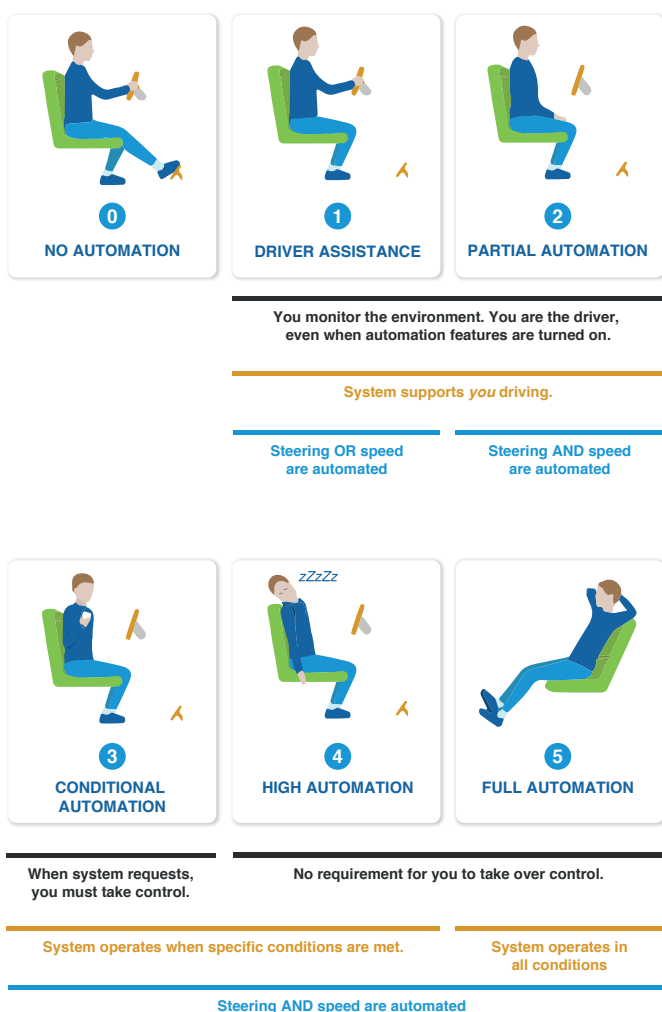 0
NO AUTOMATION
1
DRIVER ASSISTANCE
2
PARTIAL AUTOMATION
You monitor the environment. You are the driver,
even when automation features are turned on.
System supports you driving.
Steering OR speed
are automated
Steering AND speed
are automated
3
CONDITIONAL
AUTOMATION
zZzZz
4
HIGH AUTOMATION
5
FULL AUTOMATION
When system requests,
you must take control.
No requirement for you to take over control.
System operates when specific conditions are met.
System operates in
all conditions
Steering AND speed are automated